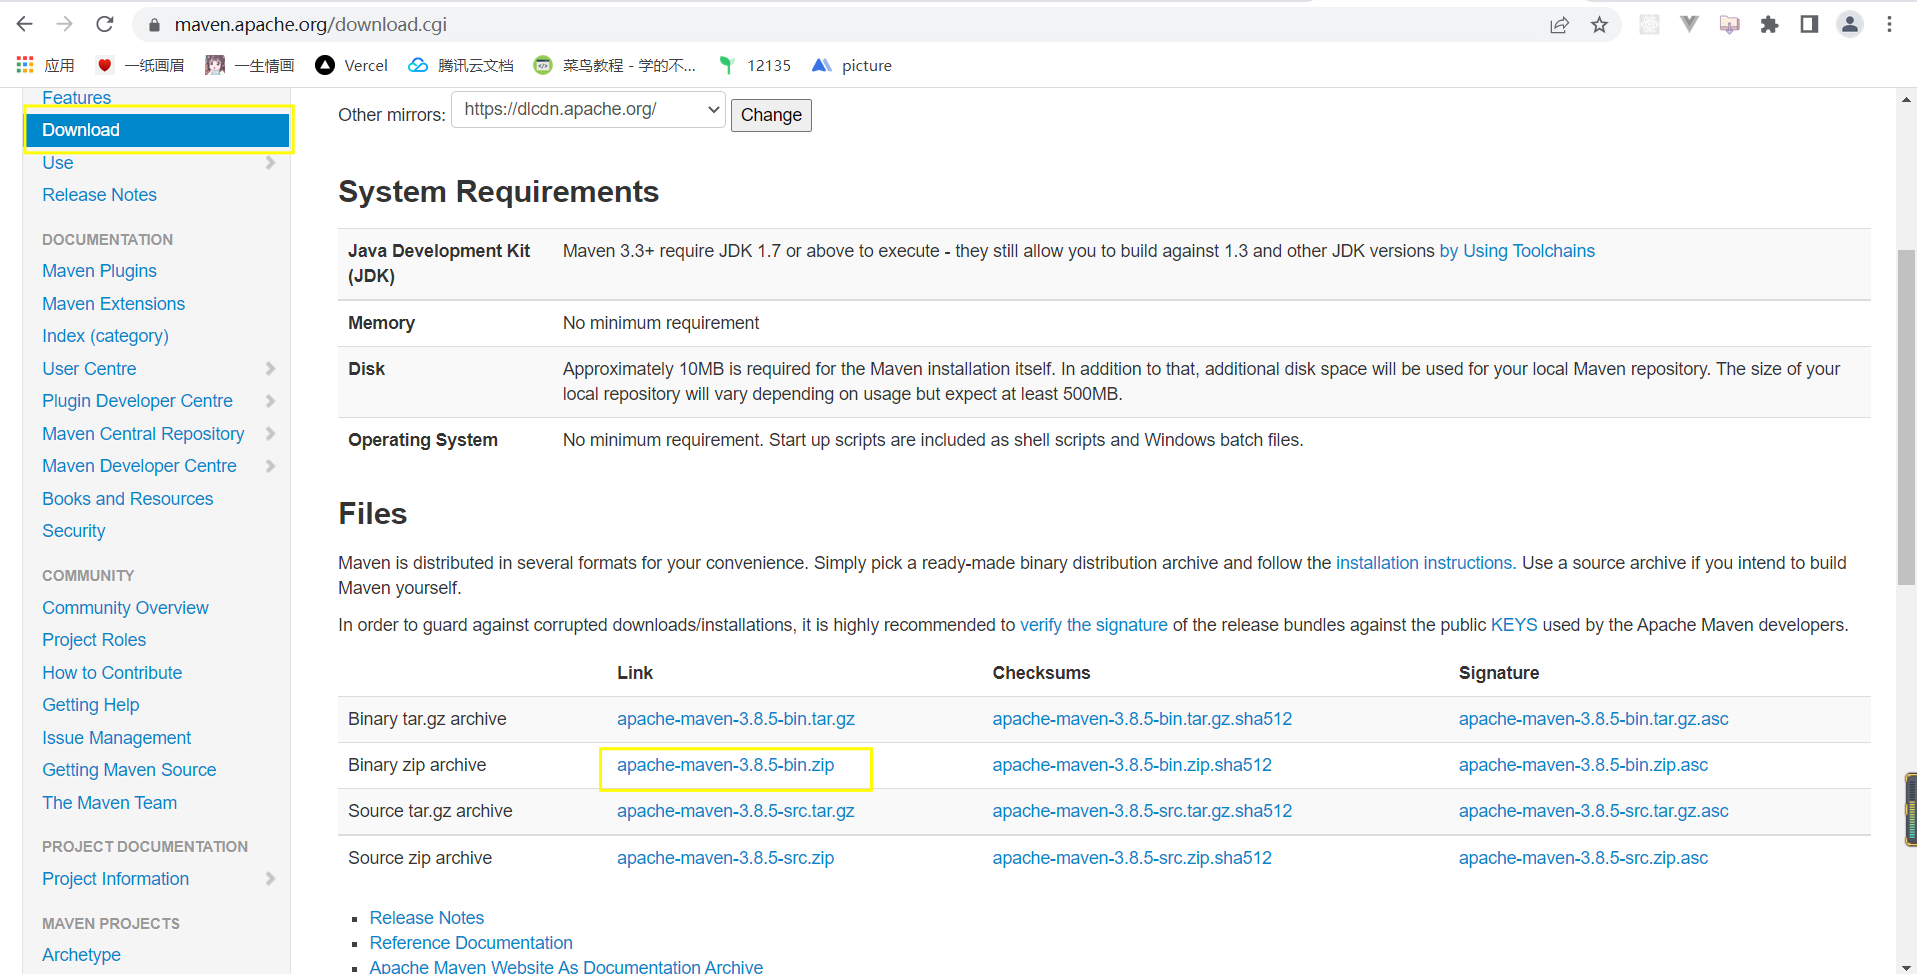 maven.apache.org/download.cgi
应用
一纸画眉
一生情画
Vercel
腾讯云文档
菜鸟教程 - 学的不...
12135
picture
Features
Download
Use
Release Notes
DOCUMENTATION
Maven Plugins
Maven Extensions
Index (category)
User Centre
Plugin Developer Centre
Maven Central Repository
Maven Developer Centre
Books and Resources
Security
COMMUNITY
Community Overview
Project Roles
How to Contribute
Getting Help
Issue Management
Getting Maven Source
The Maven Team
PROJECT DOCUMENTATION
Project Information
MAVEN PROJECTS
Archetype
Other mirrors: https://dlcdn.apache.org/ Change
System Requirements
Java Development Kit (JDK)
Maven 3.3+ require JDK 1.7 or above to execute - they still allow you to build against 1.3 and other JDK versions by Using Toolchains
Memory
No minimum requirement
Disk
Approximately 10MB is required for the Maven installation itself. In addition to that, additional disk space will be used for your local Maven repository. The size of your
local repository will vary depending on usage but expect at least 500MB.
Operating System
No minimum requirement. Start up scripts are included as shell scripts and Windows batch files.
Files
Maven is distributed in several formats for your convenience. Simply pick a ready-made binary distribution archive and follow the installation instructions. Use a source archive if you intend to build
Maven yourself.
In order to guard against corrupted downloads/installations, it is highly recommended to verify the signature of the release bundles against the public KEYS used by the Apache Maven developers.
Link Checksums Signature
Binary tar.gz archive apache-maven-3.8.5-bin.tar.gz apache-maven-3.8.5-bin.tar.gz.sha512 apache-maven-3.8.5-bin.tar.gz.asc
Binary zip archive apache-maven-3.8.5-bin.zip apache-maven-3.8.5-bin.zip.sha512 apache-maven-3.8.5-bin.zip.asc
Source tar.gz archive apache-maven-3.8.5-src.tar.gz apache-maven-3.8.5-src.tar.gz.sha512 apache-maven-3.8.5-src.tar.gz.asc
Source zip archive apache-maven-3.8.5-src.zip apache-maven-3.8.5-src.zip.sha512 apache-maven-3.8.5-src.zip.asc
Release Notes
Reference Documentation
Apache Maven Website As Documentation Archive